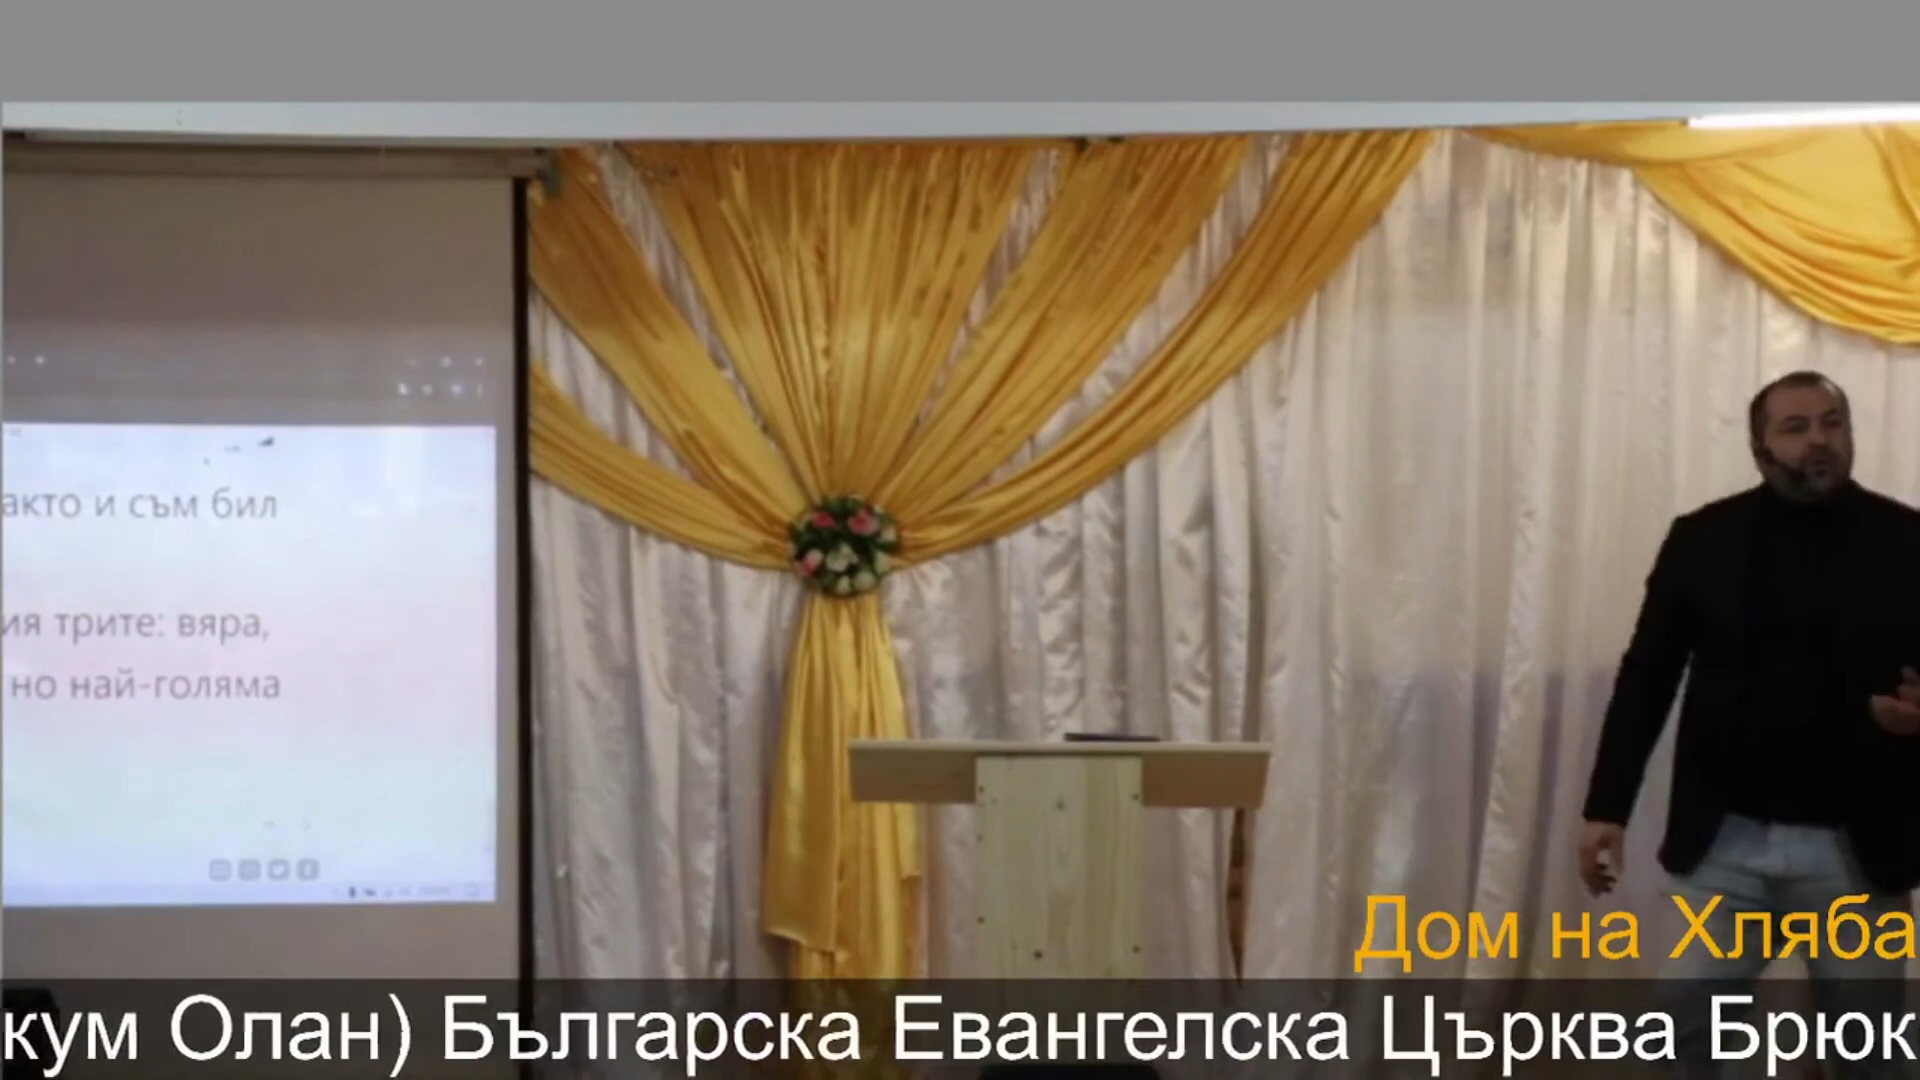 акто и съм бил
ия трите: вяра,
но най-голяма
Дом на Хляба
кум Олан) Българска Евангелска Църква Брюк